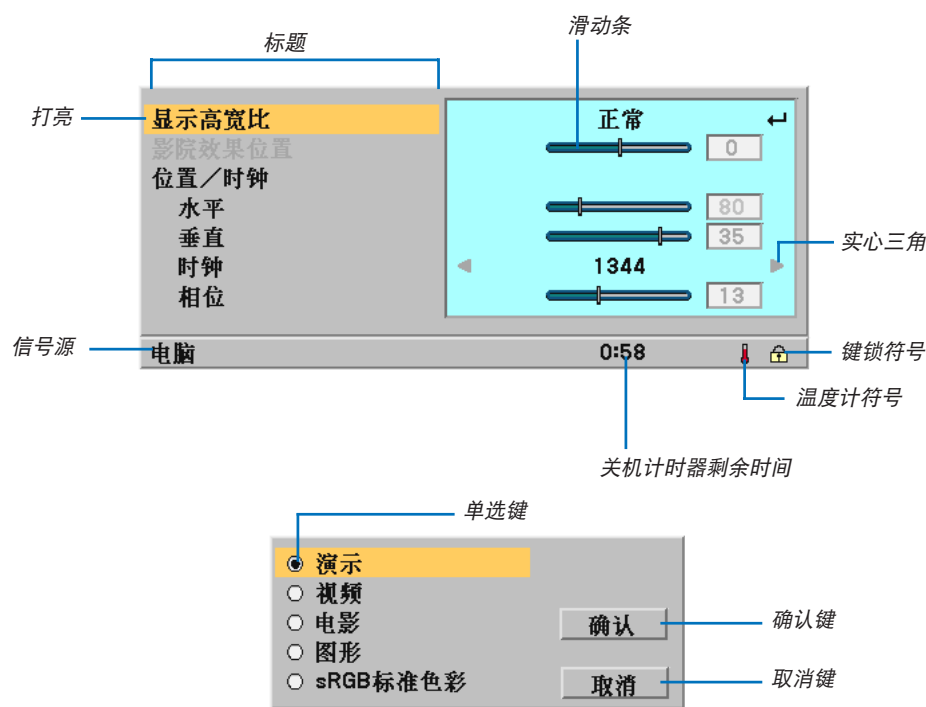 标题
滑动条
打亮
显示高宽比
正常
影院效果位置
0
位置／时钟
水平
80
垂直
35
实心三角
时钟
1344
相位
13
信号源
电脑
0:58
键锁符号
温度计符号
关机计时器剩余时间
单选键
演示
视频
电影
确认
确认键
图形
sRGB标准色彩
取消
取消键